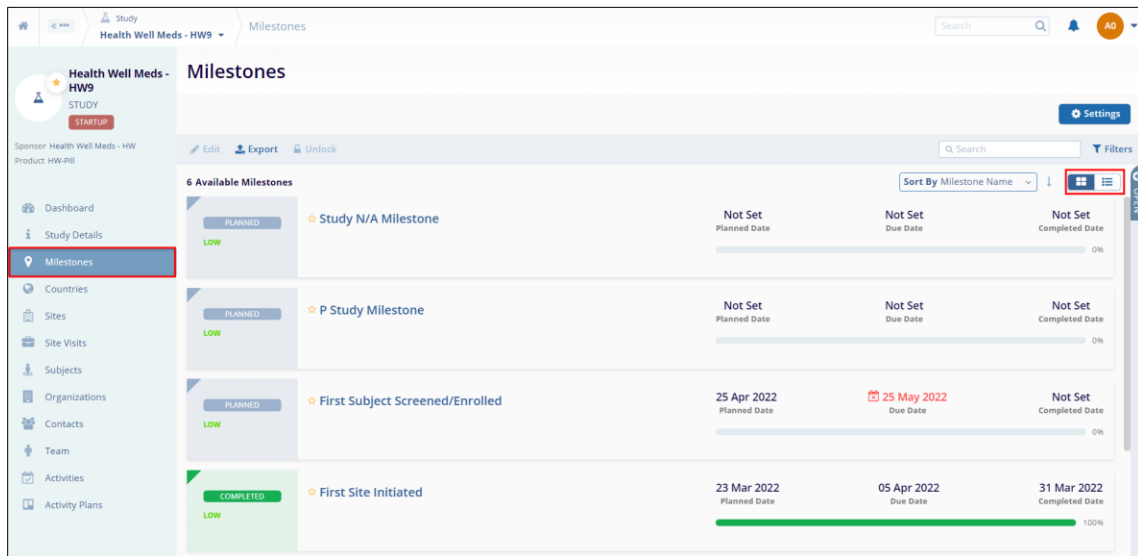 Study
Health Well Meds - HW9
Milestones
Search
A0
Health Well Meds -
HW9
STUDY
STARTUP
Sponsor Health Well Meds - HW
Product HW-Pill
Dashboard
Study Details
Milestones
Countries
Sites
Site Visits
Subjects
Organizations
Contacts
Team
Activities
Activity Plans
Milestones
Settings
Edit Export Unlock Search Filters
6 Available Milestones Sort By Milestone Name
OPEN
PLANNED
LOW
Study N/A Milestone
Not Set Not Set Not Set
Planned Date Due Date Completed Date
0%
PLANNED
LOW
P Study Milestone
Not Set Not Set Not Set
Planned Date Due Date Completed Date
0%
PLANNED
LOW
First Subject Screened/Enrolled
25 Apr 2022 25 May 2022 Not Set
Planned Date Due Date Completed Date
0%
COMPLETED
LOW
First Site Initiated
23 Mar 2022 05 Apr 2022 31 Mar 2022
Planned Date Due Date Completed Date
100%